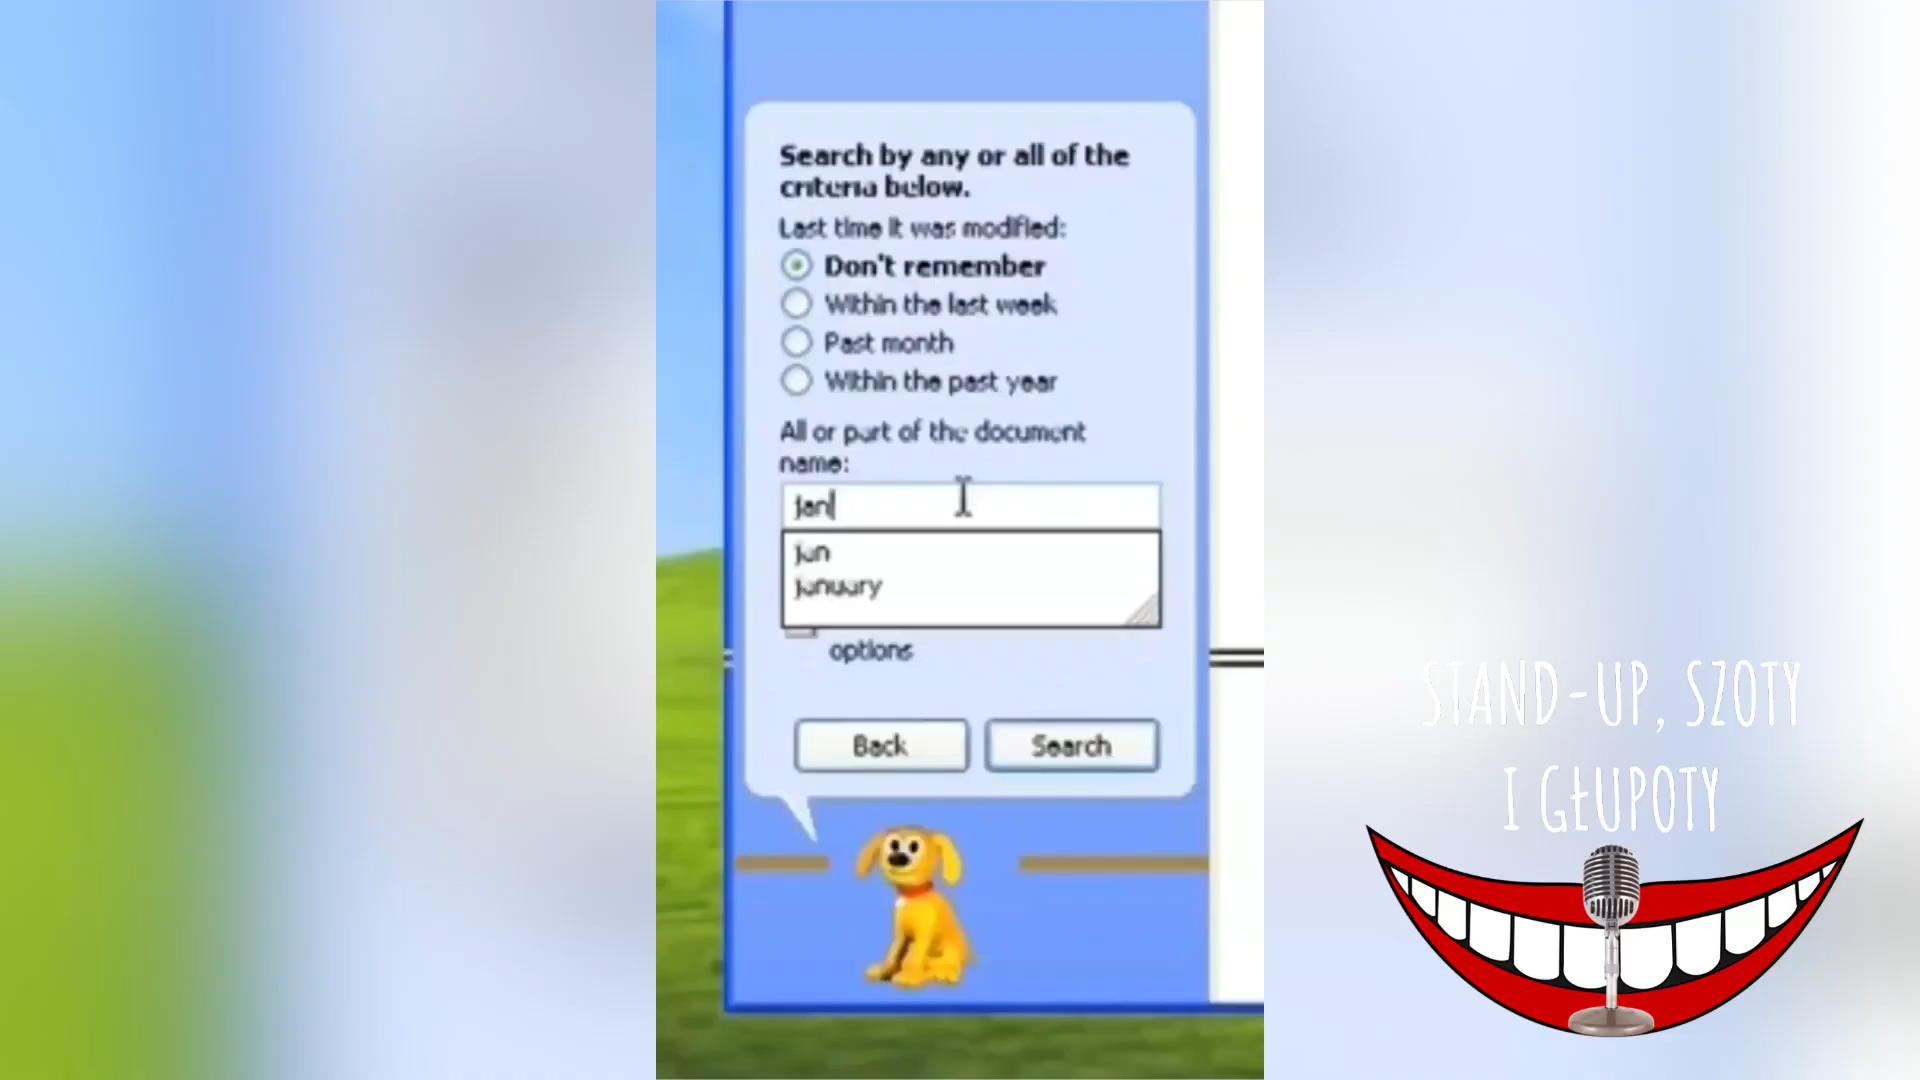 Search by any or all of the
criteria below.
Last time it was modified:
Don't remember
Within the last week
Past month
Within the past year
All or part of the document
name:
jan
jan
january
options
Back
Search
STAND-UP, SZOTY
I GŁUPOTY